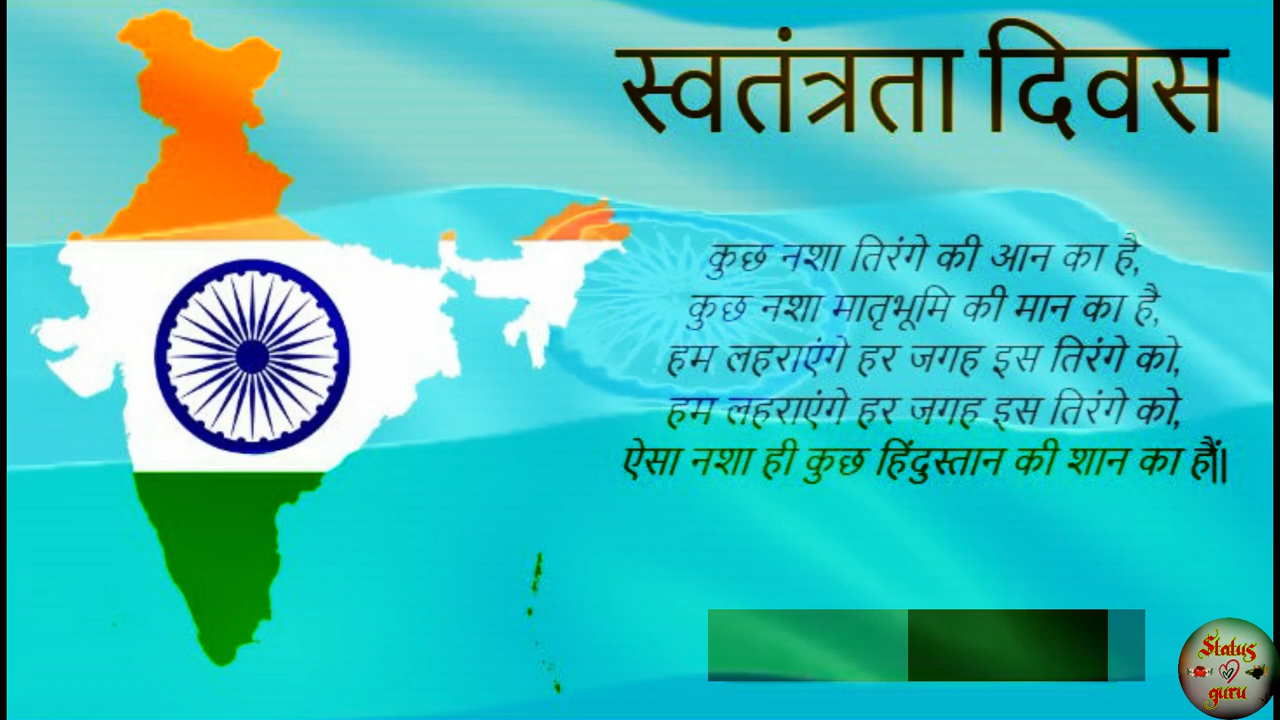 स्वतंत्रता दिवस
कुछ नशा तिरंगे की आन का है,
कुछ नशा मातृभूमि की मान का है,
हम लहराएंगे हर जगह इस तिरंगे को,
हम लहराएंगे हर जगह इस तिरंगे को,
ऐसा नशा ही कुछ हिंदुस्तान की शान का हैं॥
Status
guru